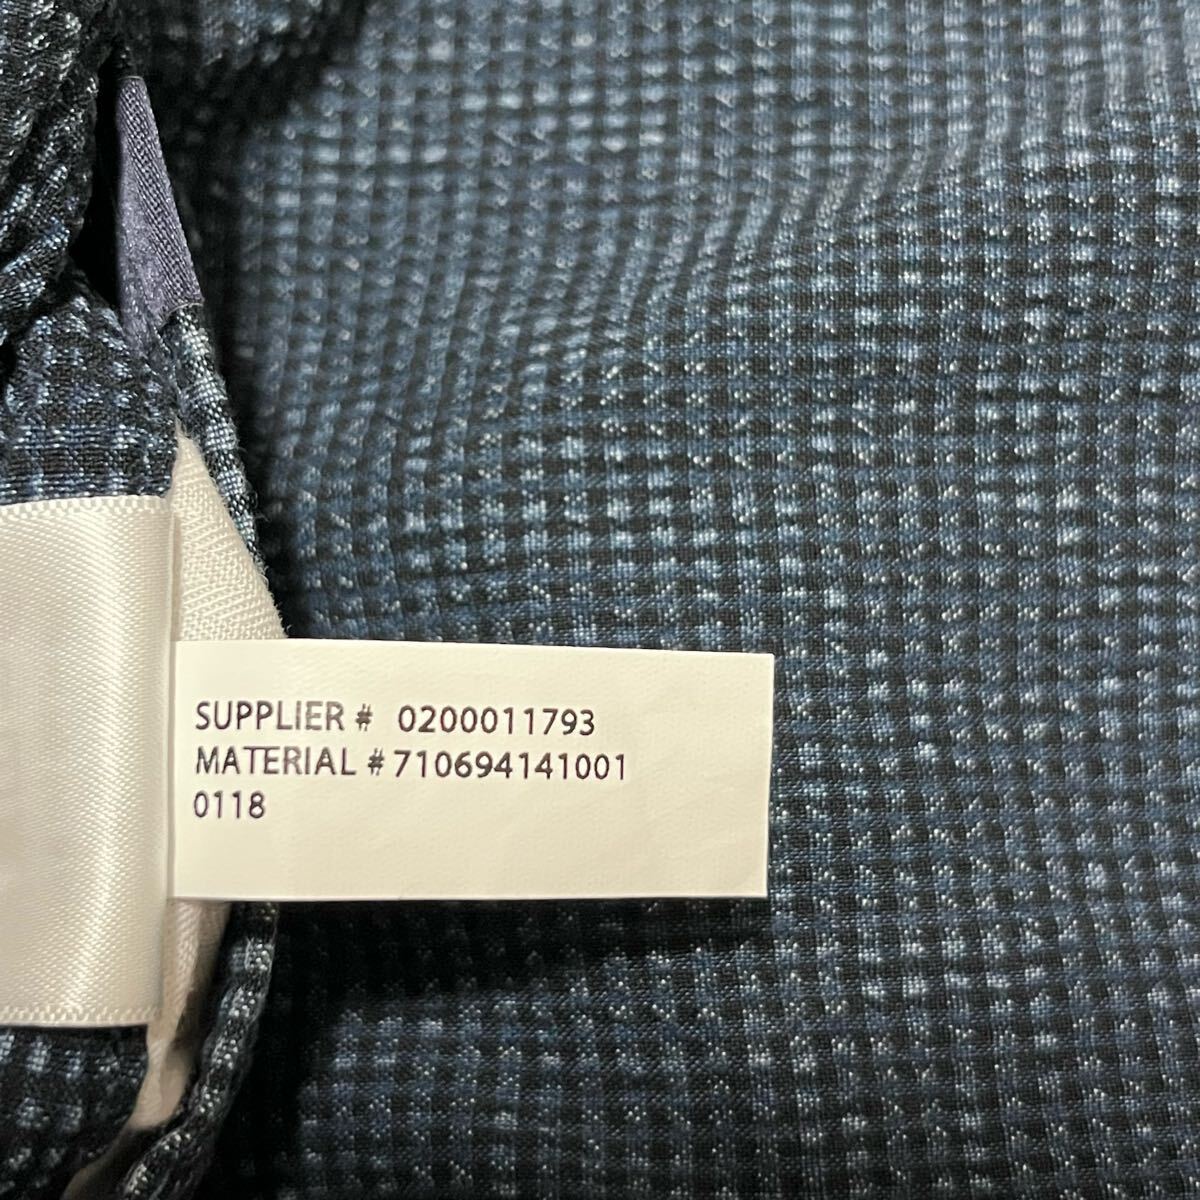 SUPPLIER # 0200011793
MATERIAL #710694141001
0118